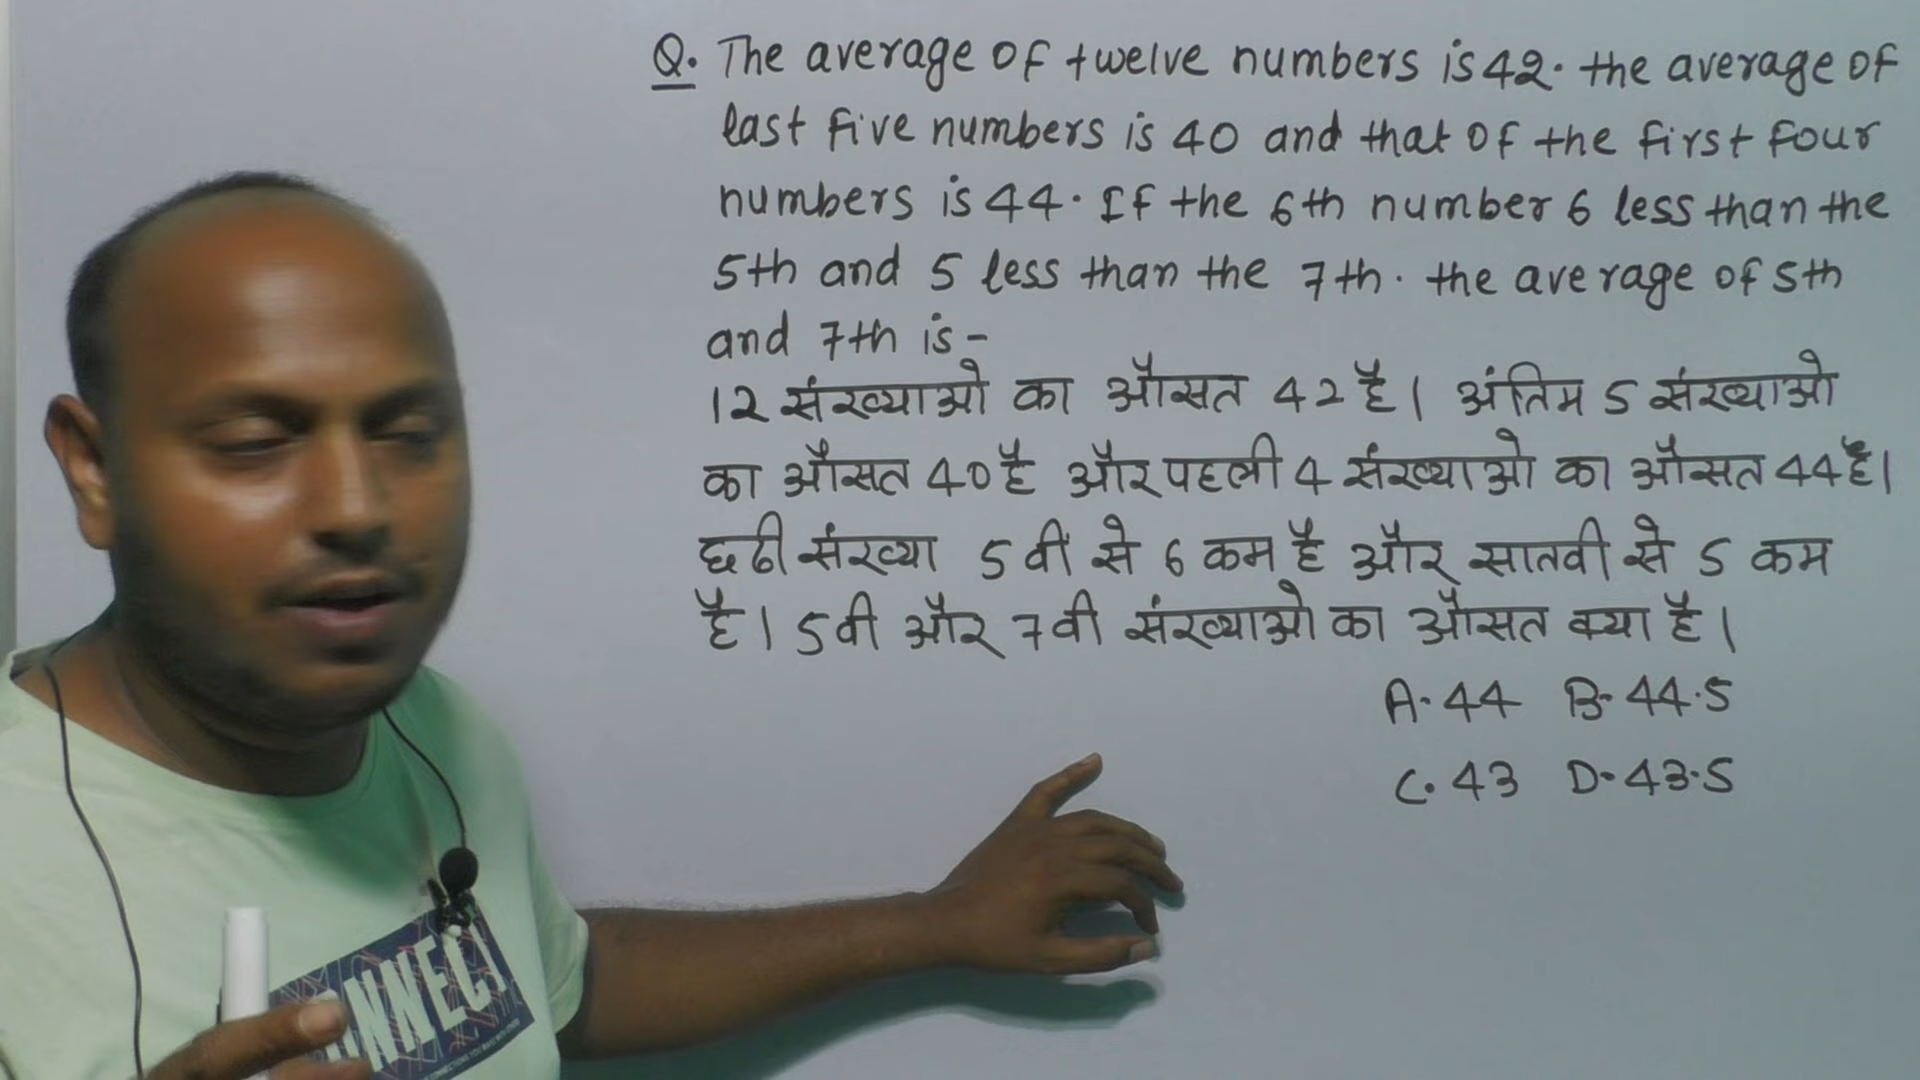 Q. The average of twelve numbers is 42. the average of
last five numbers is 40 and that of the first four
numbers is 44. If the 6th number 6 less than the
5th and 5 less than the 7th. the average of 5th
and 7th is-
12 संख्याओ का औसत 42 है। अंतिम 5 संख्याओ
का औसत 40 है और पहली 4 संख्याओ का औसत 44 है।
छठी संख्या 5 वी से 6 कम है और सातवी से 5 कम
है। 5वी और 7वी संख्याओ का औसत क्या है।
A. 44 B. 44.5
C. 43 D. 43.5
NNECT